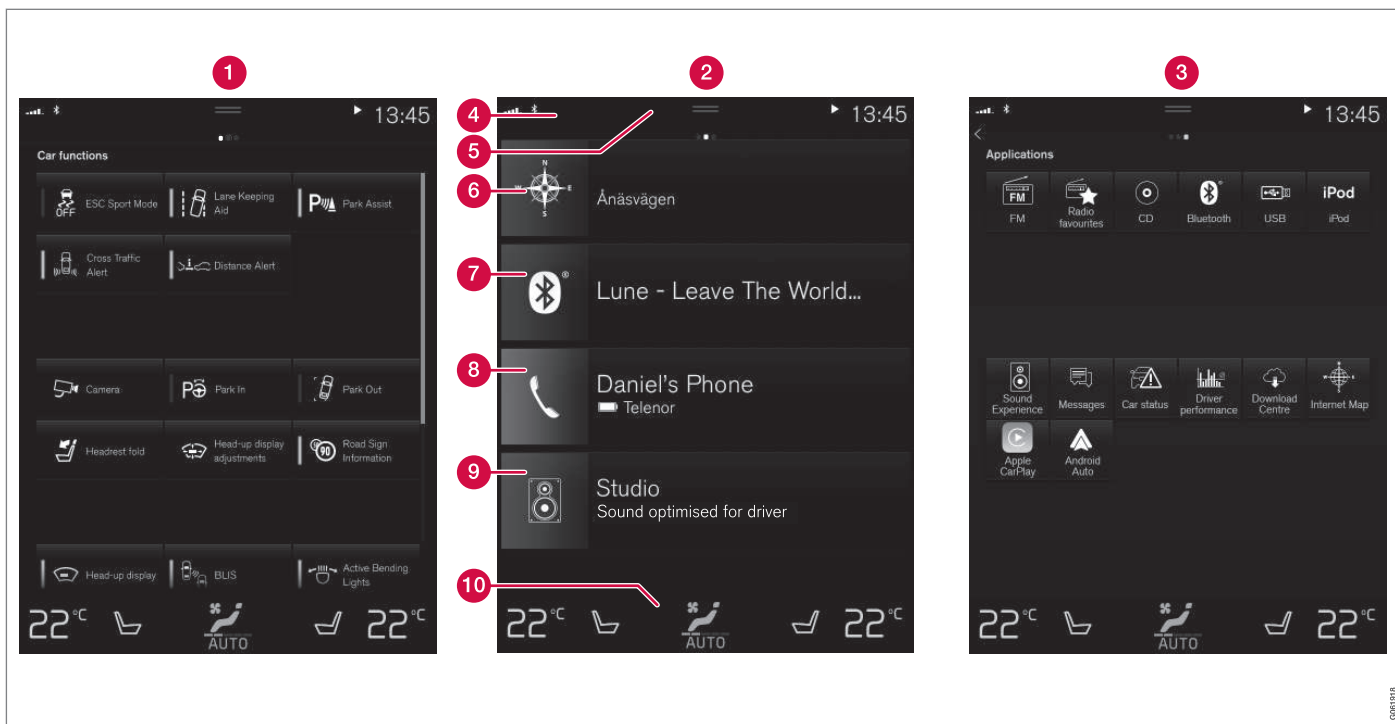 1
2
3
13:45
Car functions
OFF
ESC Sport Mode
Lane Keeping
Aid
P
Park Assist
Cross Traffic
Alert
Distance Alert
Camera
P
Park In
Park Out
Headrest fold
Head-up display
adjustments
90
Road Sign
Information
Head-up display
BLIS
Active Bending
Lights
22°C
AUTO
22°C
4
13:45
5
6
N
W
E
S
Ånäsvägen
7
®
Lune - Leave The World...
8
Daniel's Phone
Telenor
9
Studio
Sound optimised for driver
10
22°C
AUTO
22°C
13:45
Applications
FM
FM
Radio
favourites
CD
®
Bluetooth
USB
iPod
iPod
Sound
Experience
Messages
Car status
Driver
performance
Download
Centre
Internet Map
Apple
CarPlay
Android
Auto
22°C
AUTO
22°C
G061918